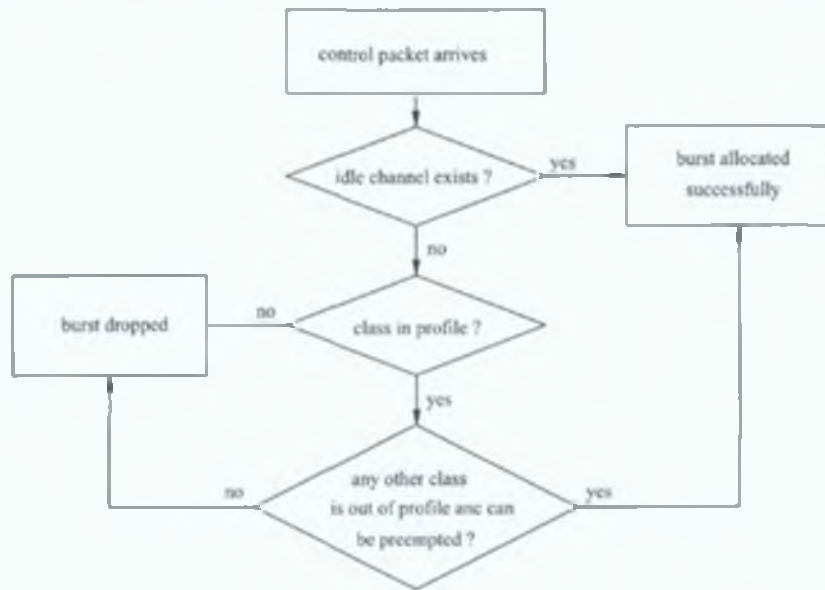 control packet arrives
idle channel exists ?
yes
burst allocated
successfully
no
burst dropped
no
class in profile ?
yes
any other class
is out of profile anc can
be preempted ?
no
yes